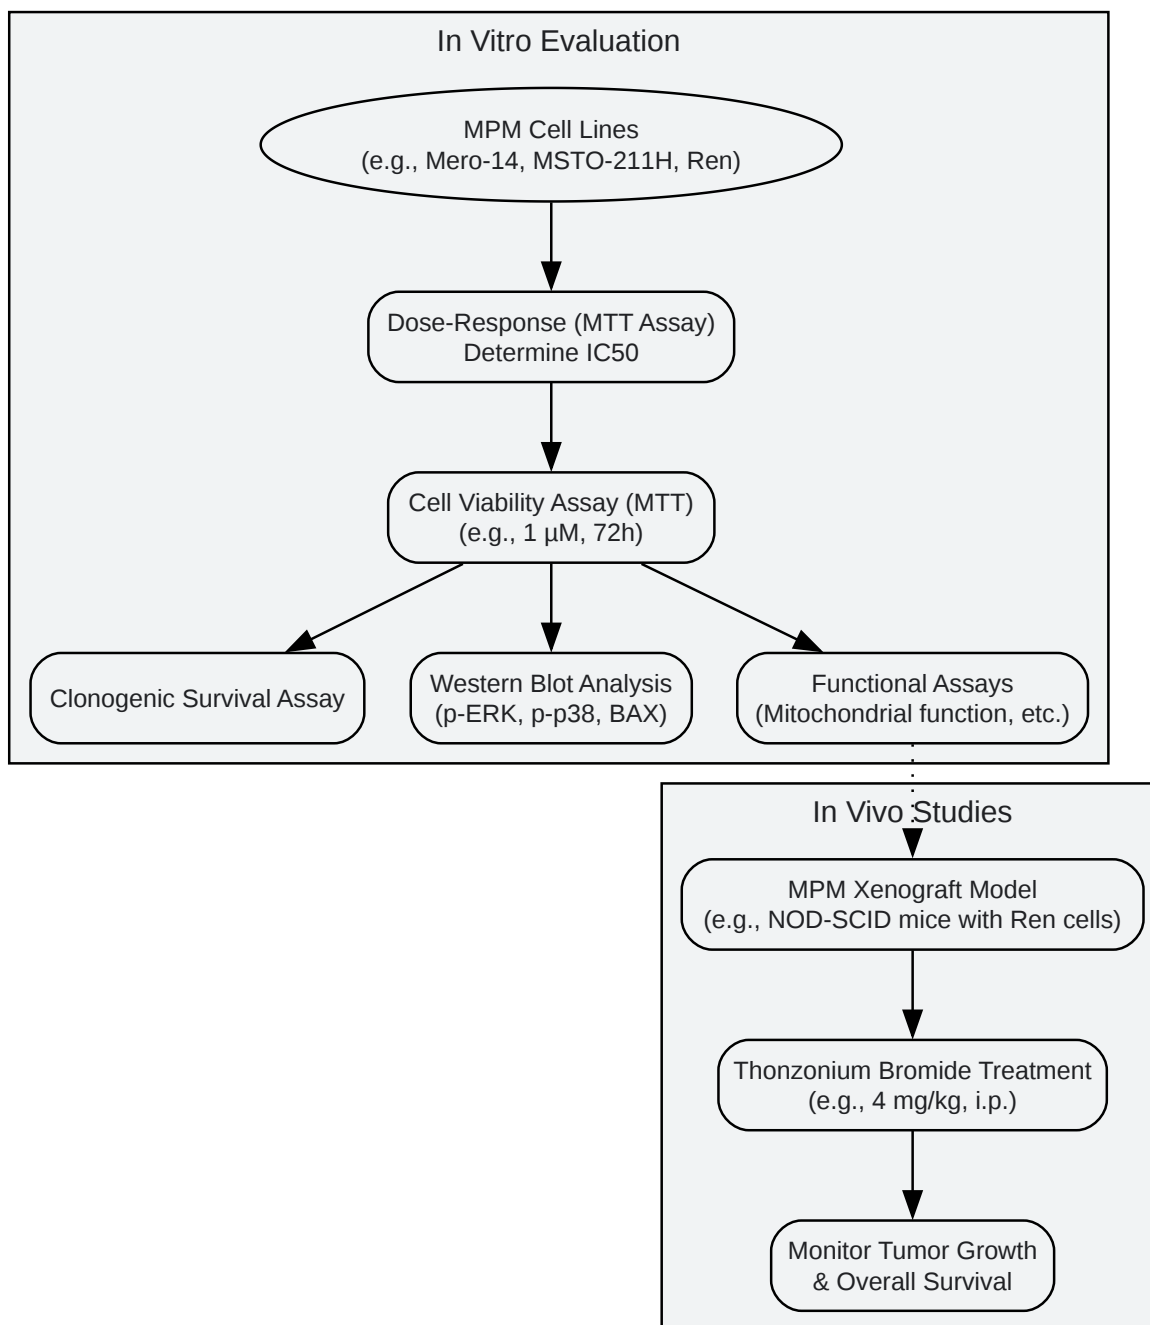 In Vitro Evaluation
MPM Cell Lines
(e.g., Mero-14, MSTO-211H, Ren)
Dose-Response (MTT Assay)
Determine IC50
Cell Viability Assay (MTT)
(e.g., 1 µM, 72h)
Clonogenic Survival Assay
Western Blot Analysis
(p-ERK, p-p38, BAX)
Functional Assays
(Mitochondrial function, etc.)
In Vivo Studies
MPM Xenograft Model
(e.g., NOD-SCID mice with Ren cells)
Thonzonium Bromide Treatment
(e.g., 4 mg/kg, i.p.)
Monitor Tumor Growth
& Overall Survival